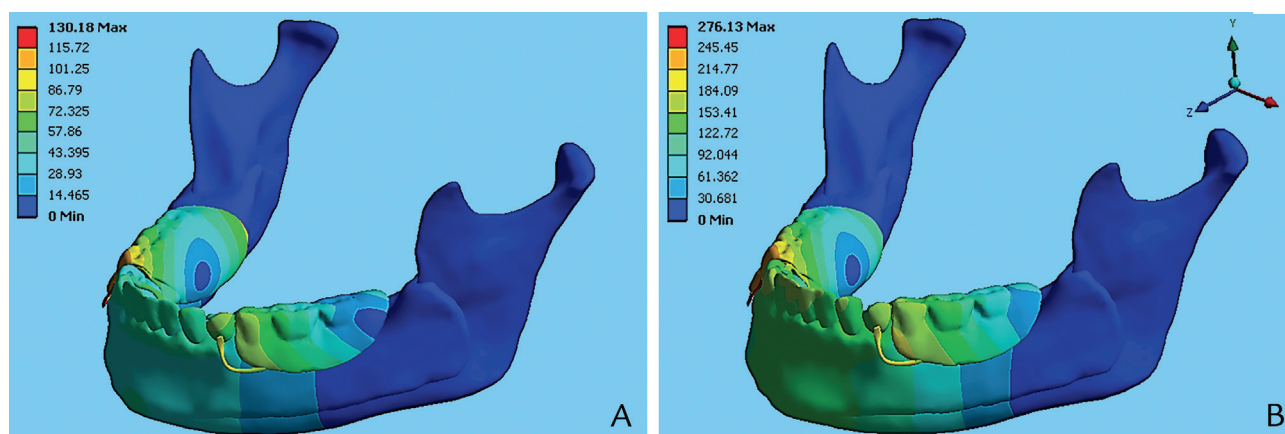 130.18 Max
115.72
101.25
86.79
72.325
57.86
43.395
28.93
14.465
0 Min
A
276.13 Max
245.45
214.77
184.09
153.41
122.72
92.044
61.362
30.681
0 Min
Y
Z
B